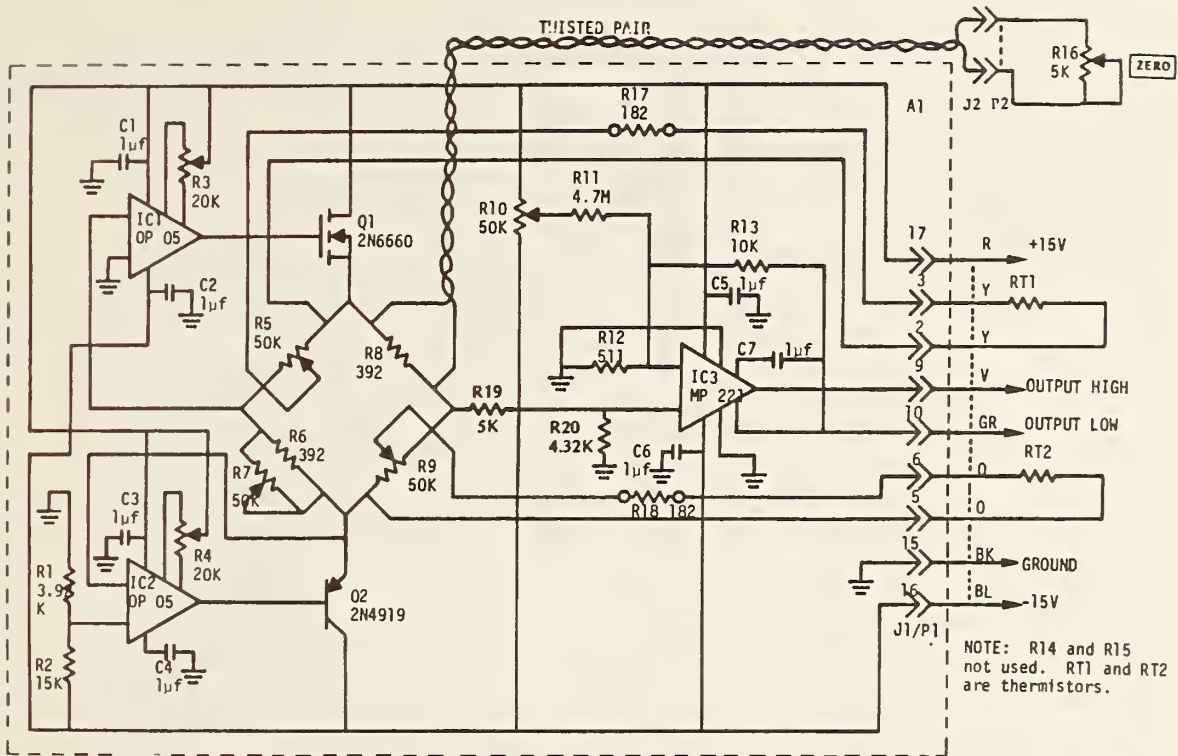 TWISTED PAIR
R16
5K
ZERO
A1
J2 P2
R17
182
C1
1µf
R3
20K
IC1
OP 05
Q1
2N6660
R10
50K
R11
4.7M
R13
10K
C5
1µf
C2
1µf
17
R
+15V
3
Y
RT1
2
Y
R5
50K
R8
392
R12
511
C7
1µf
IC3
MP 221
9
V
OUTPUT HIGH
R19
5K
10
GR
OUTPUT LOW
R20
4.32K
C6
1µf
R6
392
R7
50K
R9
50K
6
O
RT2
R18 182
5
O
C3
1µf
R4
20K
15
BK
GROUND
R1
K
IC2
OP 05
Q2
2N4919
16
BL
-15V
J1/P1
R2
15K
C4
1µf
NOTE: R14 and R15
not used. RT1 and RT2
are thermistors.